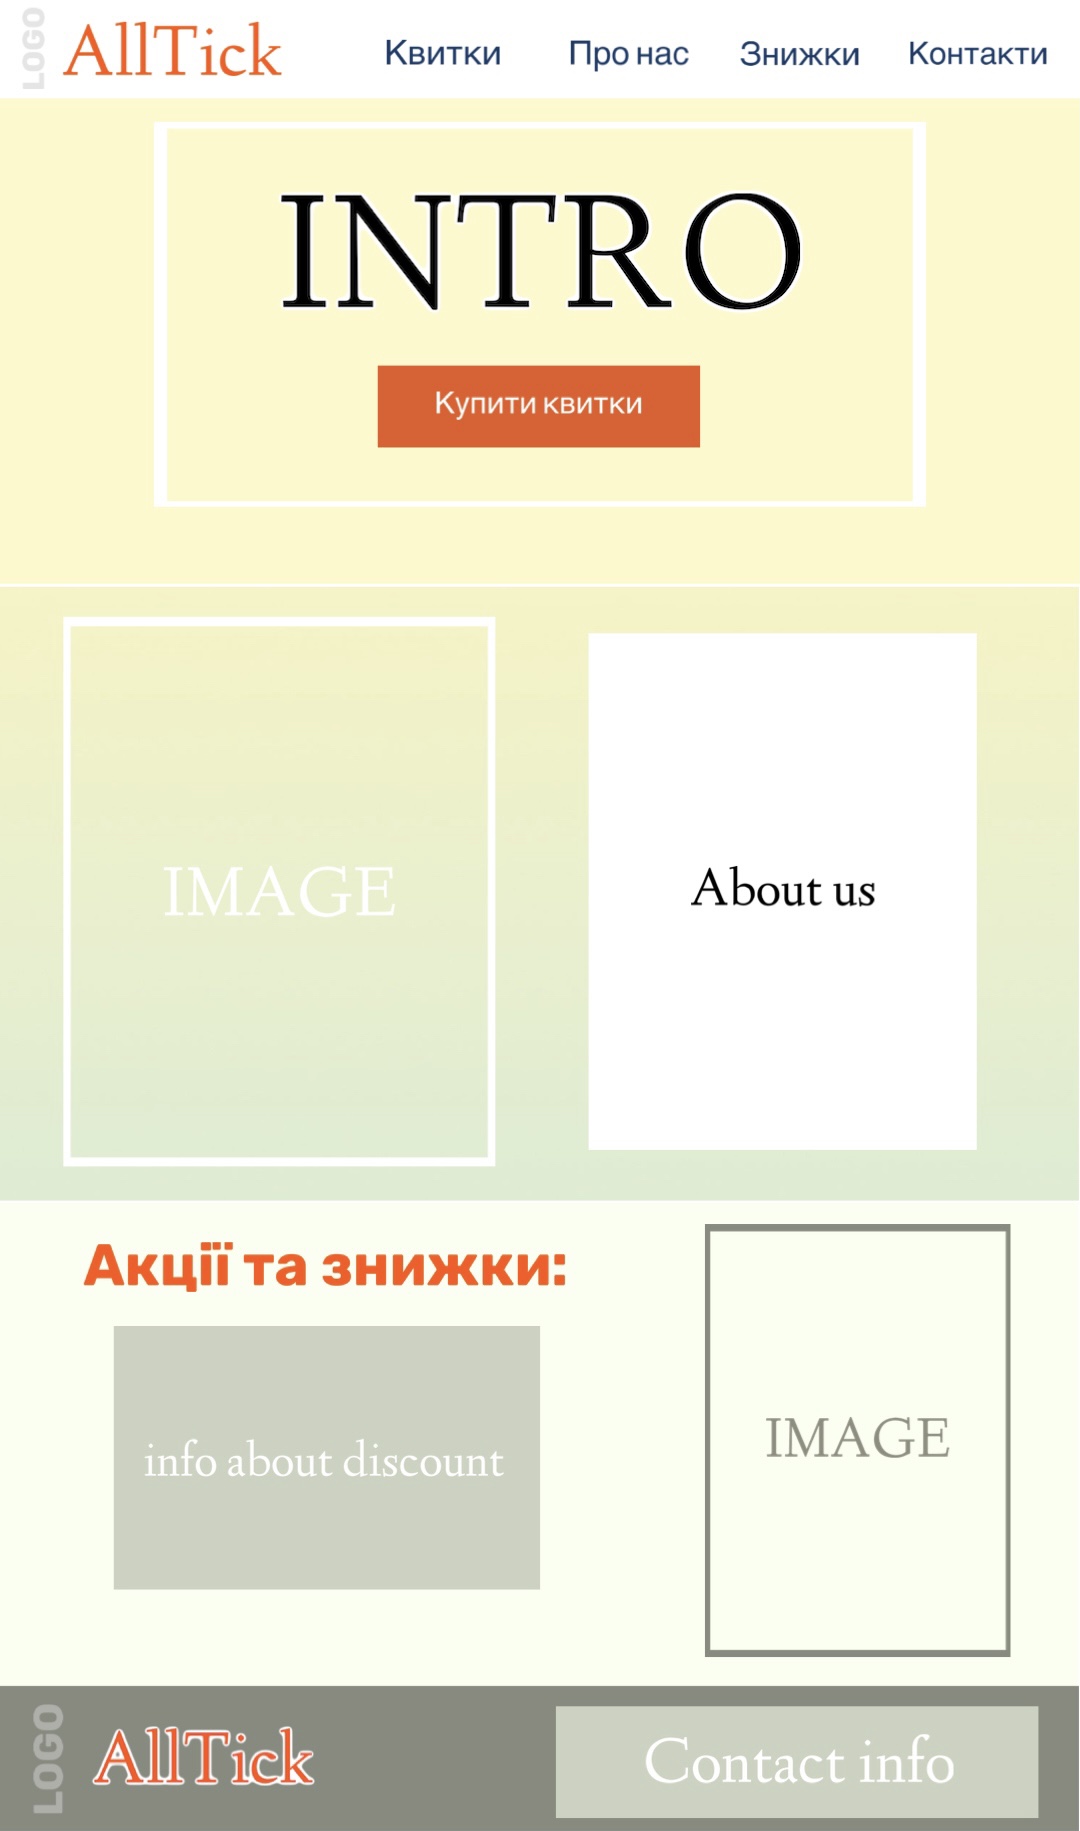 LOGO
AllTick
Квитки Про нас Знижки Контакти
INTRO
Купити квитки
IMAGE
About us
Акції та знижки:
info about discount
IMAGE
LOGO
AllTick
Contact info